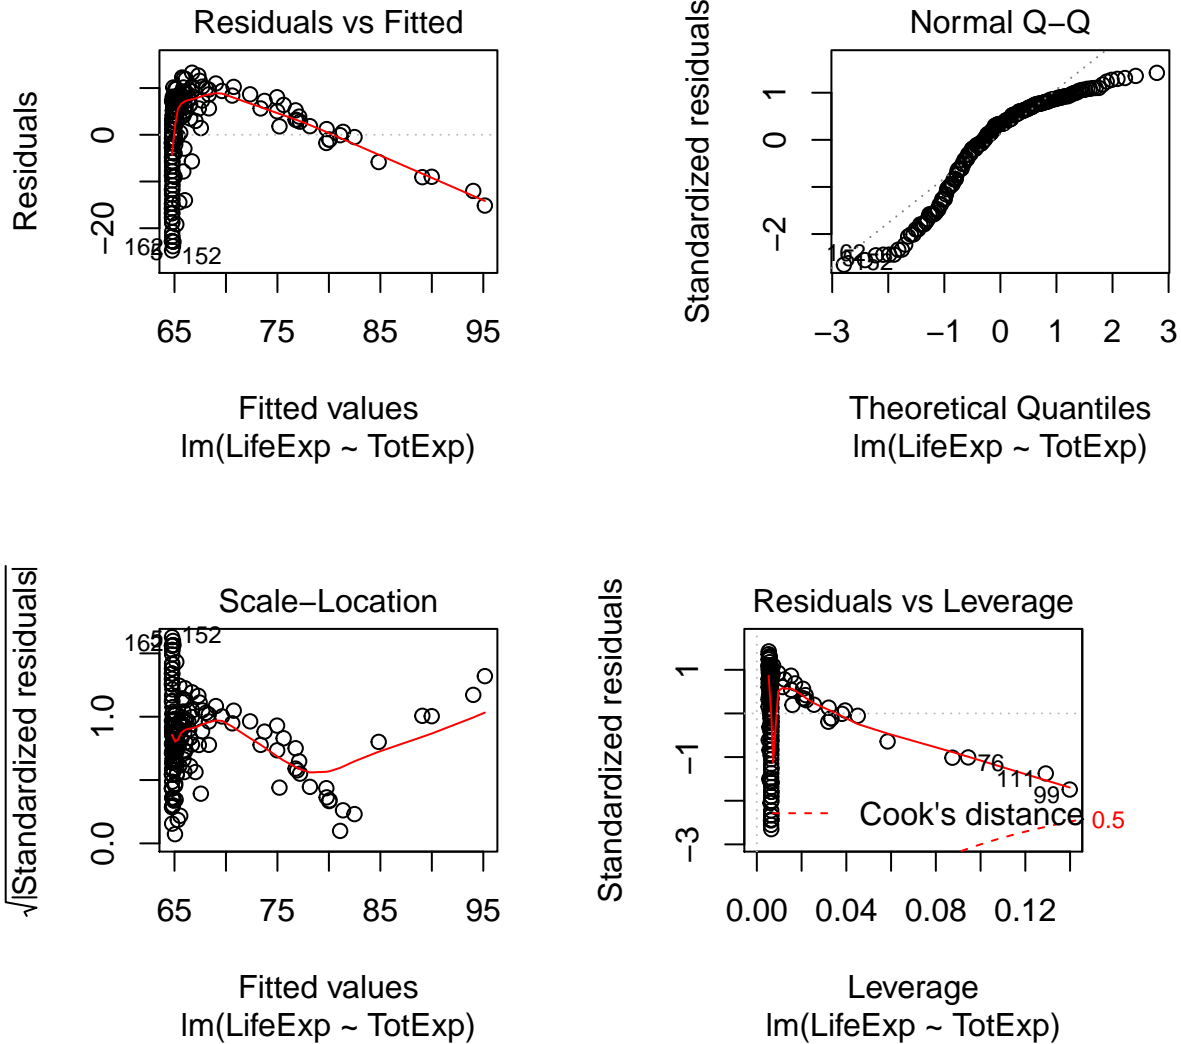 Residuals vs Fitted
Residuals
0
−20
162
152
65 75 85 95
Fitted values
lm(LifeExp ~ TotExp)
Normal Q−Q
Standardized residuals
1
0
−2
162
152
−3 −1 0 1 2 3
Theoretical Quantiles
lm(LifeExp ~ TotExp)
Scale−Location
√|Standardized residuals|
1.0
0.0
162
152
65 75 85 95
Fitted values
lm(LifeExp ~ TotExp)
Residuals vs Leverage
Standardized residuals
1
−1
−3
76
111
99
Cook's distance
0.5
0.00 0.04 0.08 0.12
Leverage
lm(LifeExp ~ TotExp)